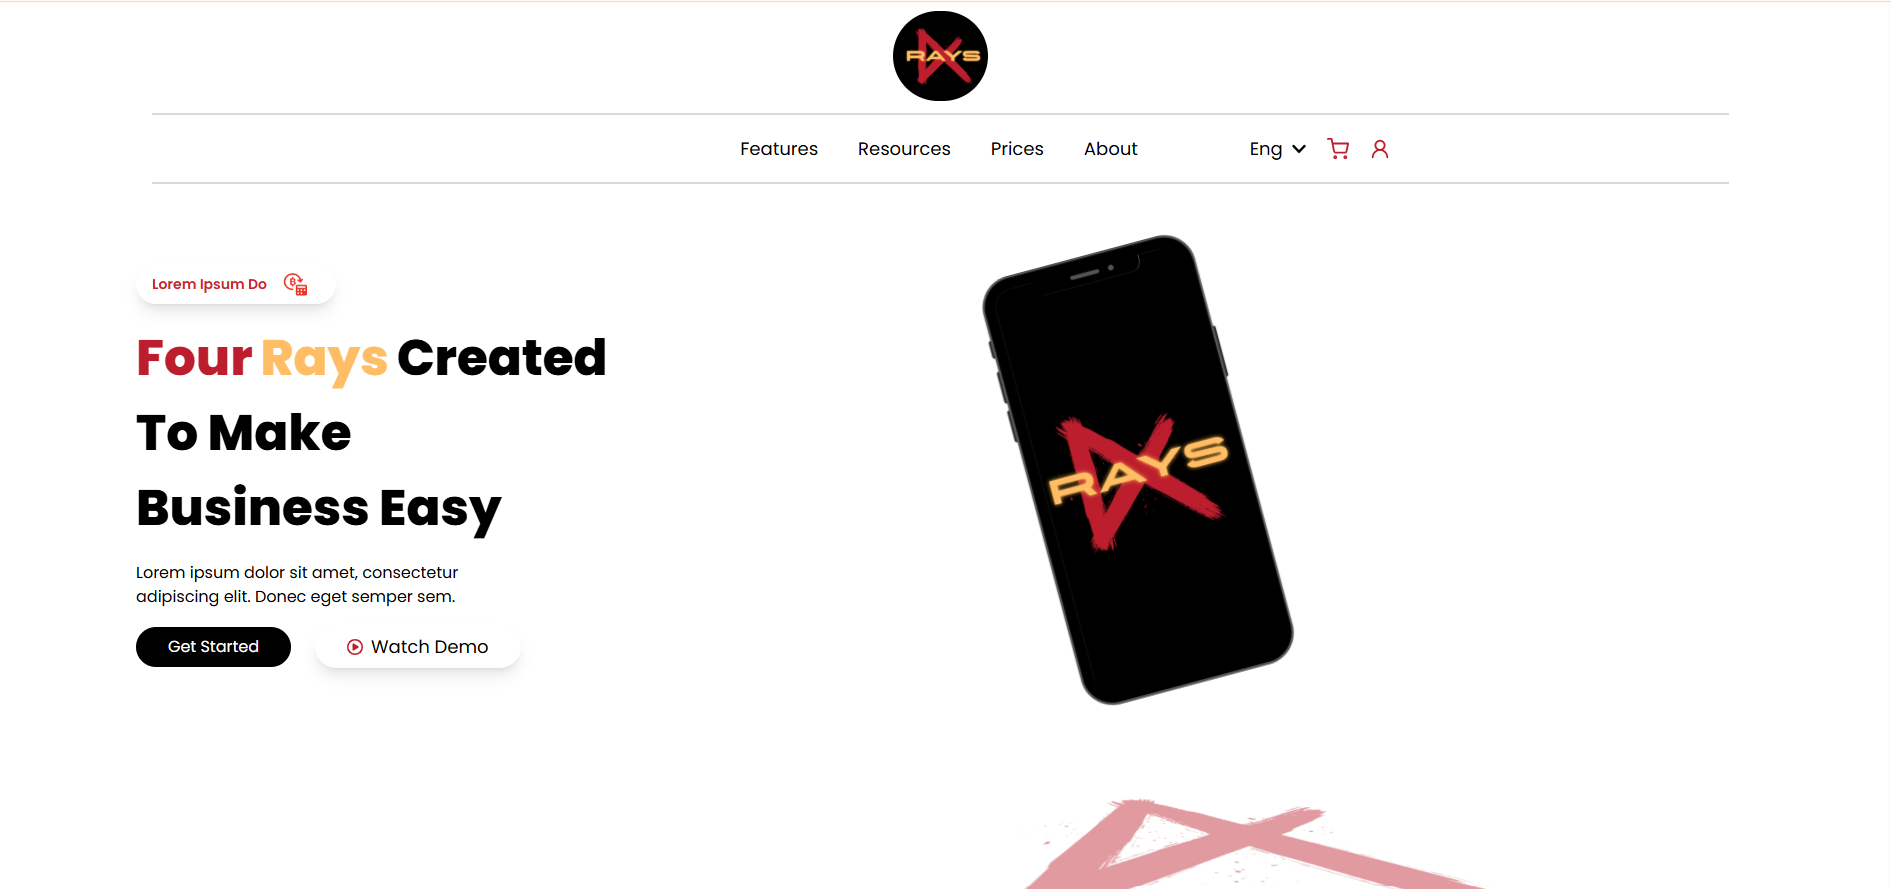 RAYS
Features Resources Prices About Eng
Lorem Ipsum Do
Four Rays Created
To Make
Business Easy
Lorem ipsum dolor sit amet, consectetur
adipiscing elit. Donec eget semper sem.
Get Started Watch Demo
RAYS